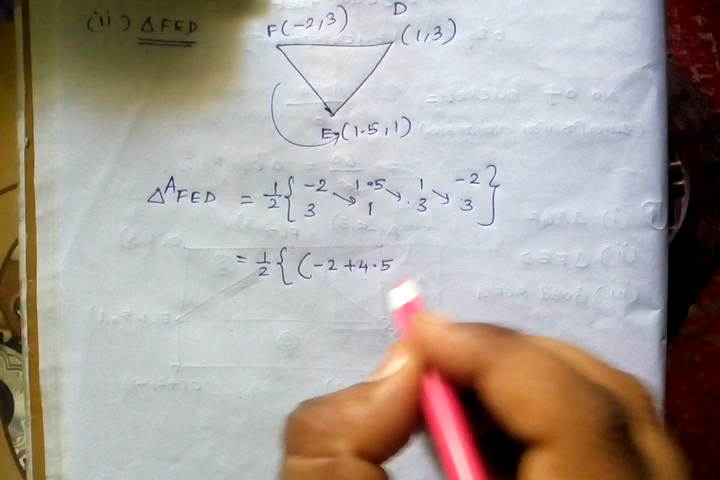 (ii) ΔFED
D
F(-2,3) (1,3)
E(1.5,1)
ΔᴬFED = 1/2 { -2 1.5 1 -2
3 1 3 3 }
= 1/2 { (-2+4.5